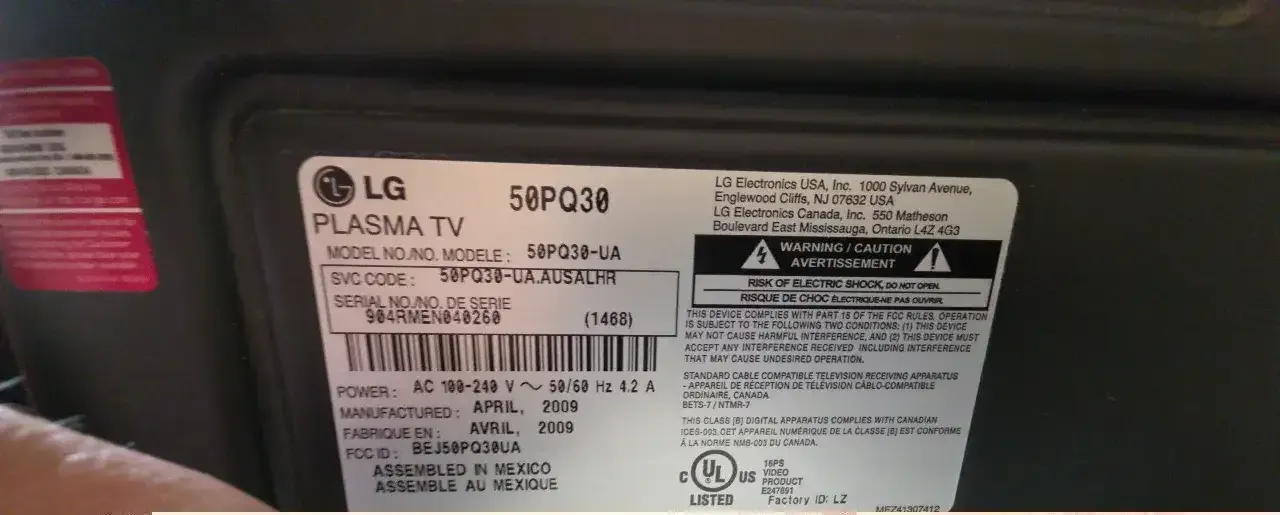 LG
50PQ30
PLASMA TV
MODEL NO./NO. MODELE : 50PQ30-UA
SVC CODE : 50PQ30-UA.AUSALHR
SERIAL NO./NO. DE SERIE
904RMEN040260 (1468)
POWER : AC 100-240 V ~ 50/60 Hz 4.2 A
MANUFACTURED : APRIL, 2009
FABRIQUE EN : AVRIL, 2009
FCC ID : BEJ50PQ30UA
ASSEMBLED IN MEXICO
ASSEMBLE AU MEXIQUE
LG Electronics USA, Inc. 1000 Sylvan Avenue,
Englewood Cliffs, NJ 07632 USA
LG Electronics Canada, Inc. 550 Matheson
Boulevard East Mississauga, Ontario L4Z 4G3
WARNING / CAUTION
AVERTISSEMENT
RISK OF ELECTRIC SHOCK, DO NOT OPEN.
RISQUE DE CHOC ÉLECTRIQUE-NE PAS OUVRIR.
THIS DEVICE COMPLIES WITH PART 15 OF THE FCC RULES. OPERATION
IS SUBJECT TO THE FOLLOWING TWO CONDITIONS: (1) THIS DEVICE
MAY NOT CAUSE HARMFUL INTERFERENCE, AND (2) THIS DEVICE MUST
ACCEPT ANY INTERFERENCE RECEIVED INCLUDING INTERFERENCE
THAT MAY CAUSE UNDESIRED OPERATION.
STANDARD CABLE COMPATIBLE TELEVISION RECEIVING APPARATUS
- APPAREIL DE RÉCEPTION DE TÉLÉVISION CÂBLO-COMPATIBLE
ORDINAIRE, CANADA
BETS-7 / NTMR-7
THIS CLASS [B] DIGITAL APPARATUS COMPLIES WITH CANADIAN
ICES-003. CET APPAREIL NUMÉRIQUE DE LA CLASSE [B] EST CONFORME
À LA NORME NMB-003 DU CANADA.
C UL US
LISTED
16PS
VIDEO
PRODUCT
E247691
Factory ID: LZ
MEZ41307412